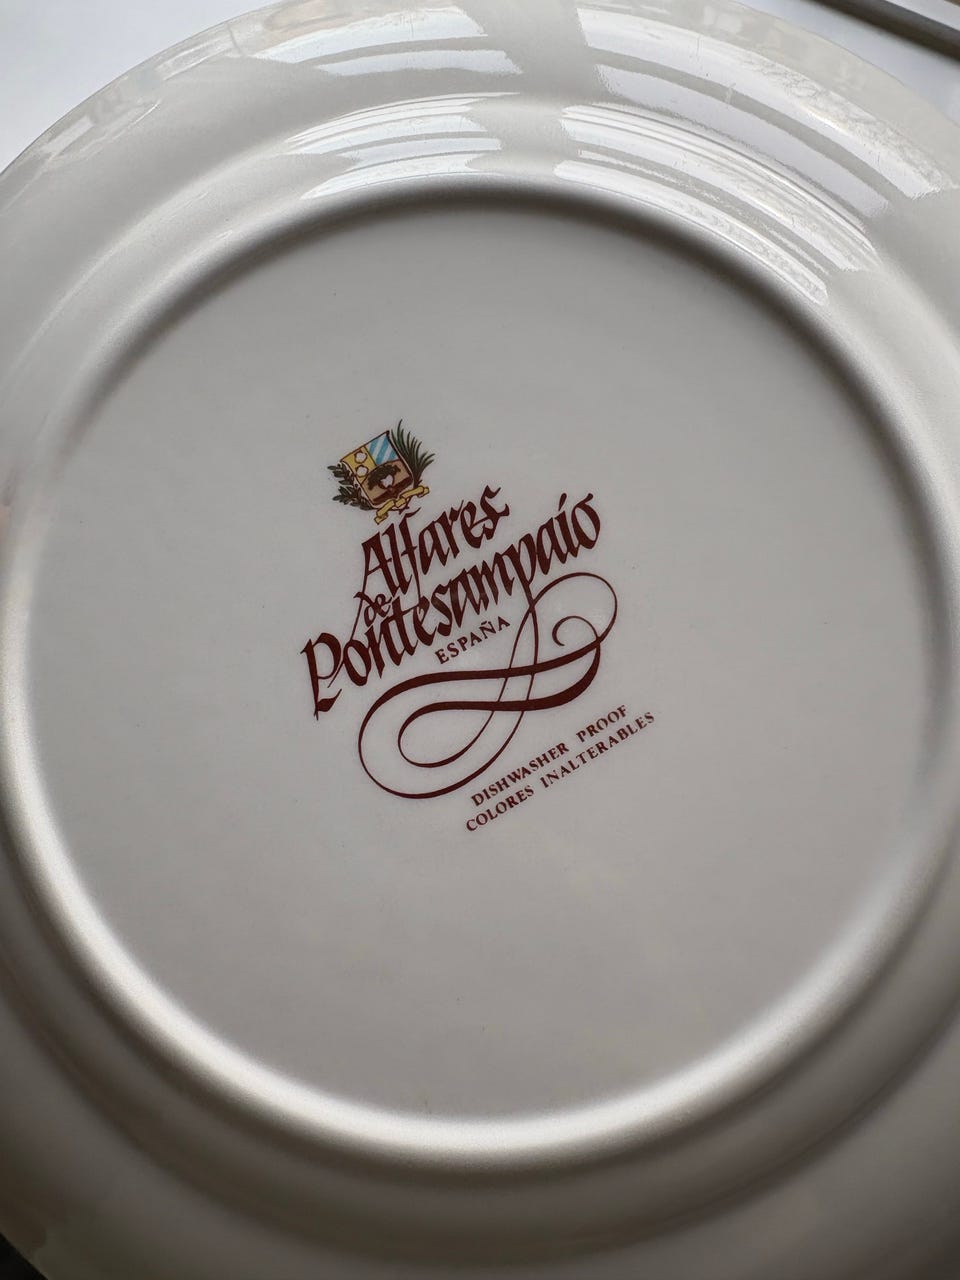 Alfares
de
Pontesampaio
ESPAÑA
DISHWASHER PROOF
COLORES INALTERABLES